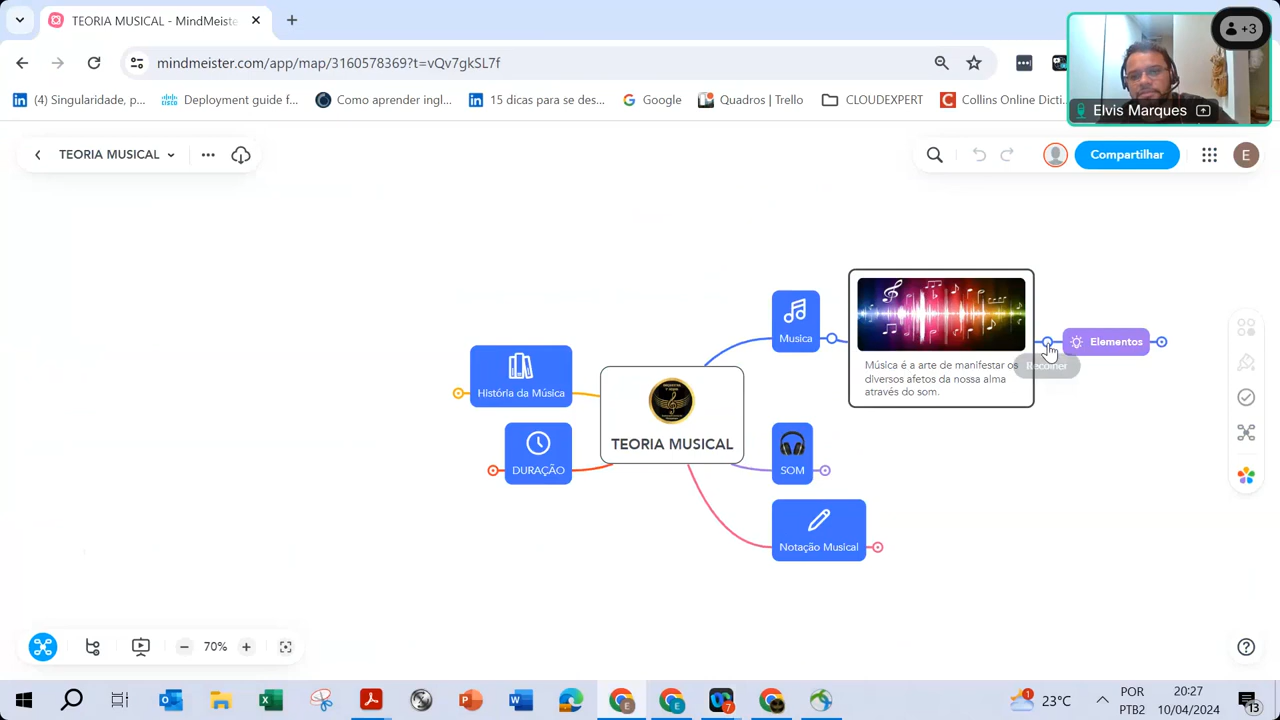 TEORIA MUSICAL - MindMeiste
mindmeister.com/app/map/3160578369?t=vQv7gkSL7f
(4) Singularidade, p...
Deployment guide f...
Como aprender ingl...
15 dicas para se des...
Google
Quadros | Trello
CLOUDEXPERT
Collins Online Dicti...
+3
Elvis Marques
TEORIA MUSICAL
Compartilhar
E
Musica
Música é a arte de manifestar os
diversos afetos da nossa alma
através do som.
Elementos
Recolher
História da Música
DURAÇÃO
TEORIA MUSICAL
SOM
Notação Musical
70%
23°C
POR
PTB2
20:27
10/04/2024
13